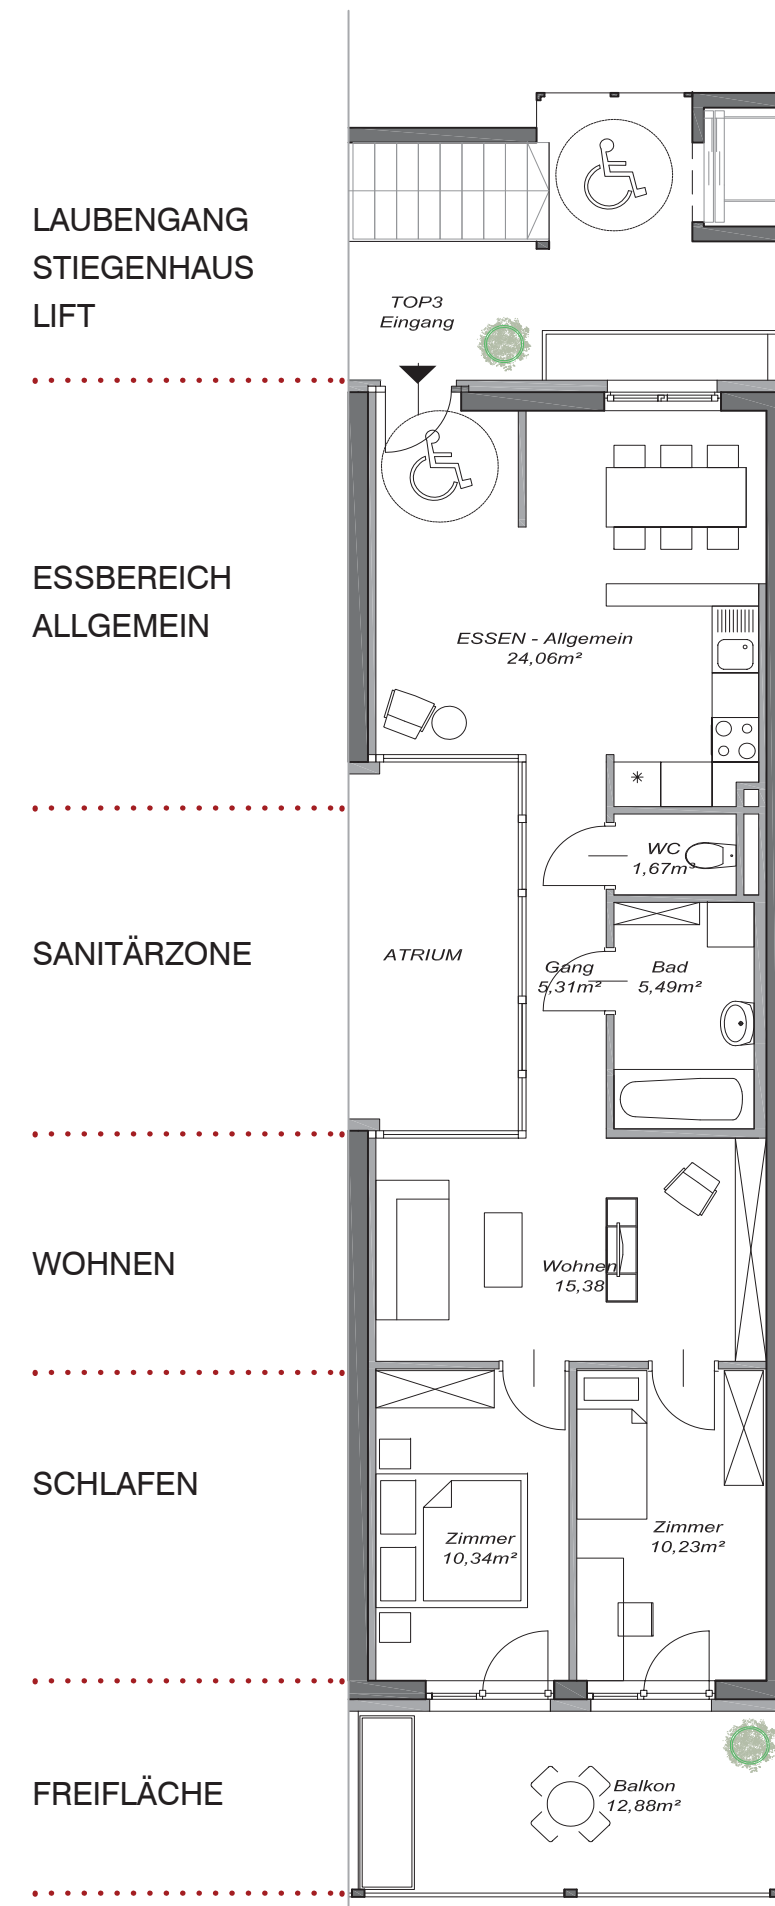 LAUBENGANG
STIEGENHAUS
LIFT
TOP3
Eingang
ESSBEREICH
ALLGEMEIN
ESSEN - Allgemein
24,06m²
WC
1,67m²
SANITÄRZONE
ATRIUM
Gang
5,31m²
Bad
5,49m²
WOHNEN
Wohnen
15,38
SCHLAFEN
Zimmer
10,34m²
Zimmer
10,23m²
FREIFLÄCHE
Balkon
12,88m²